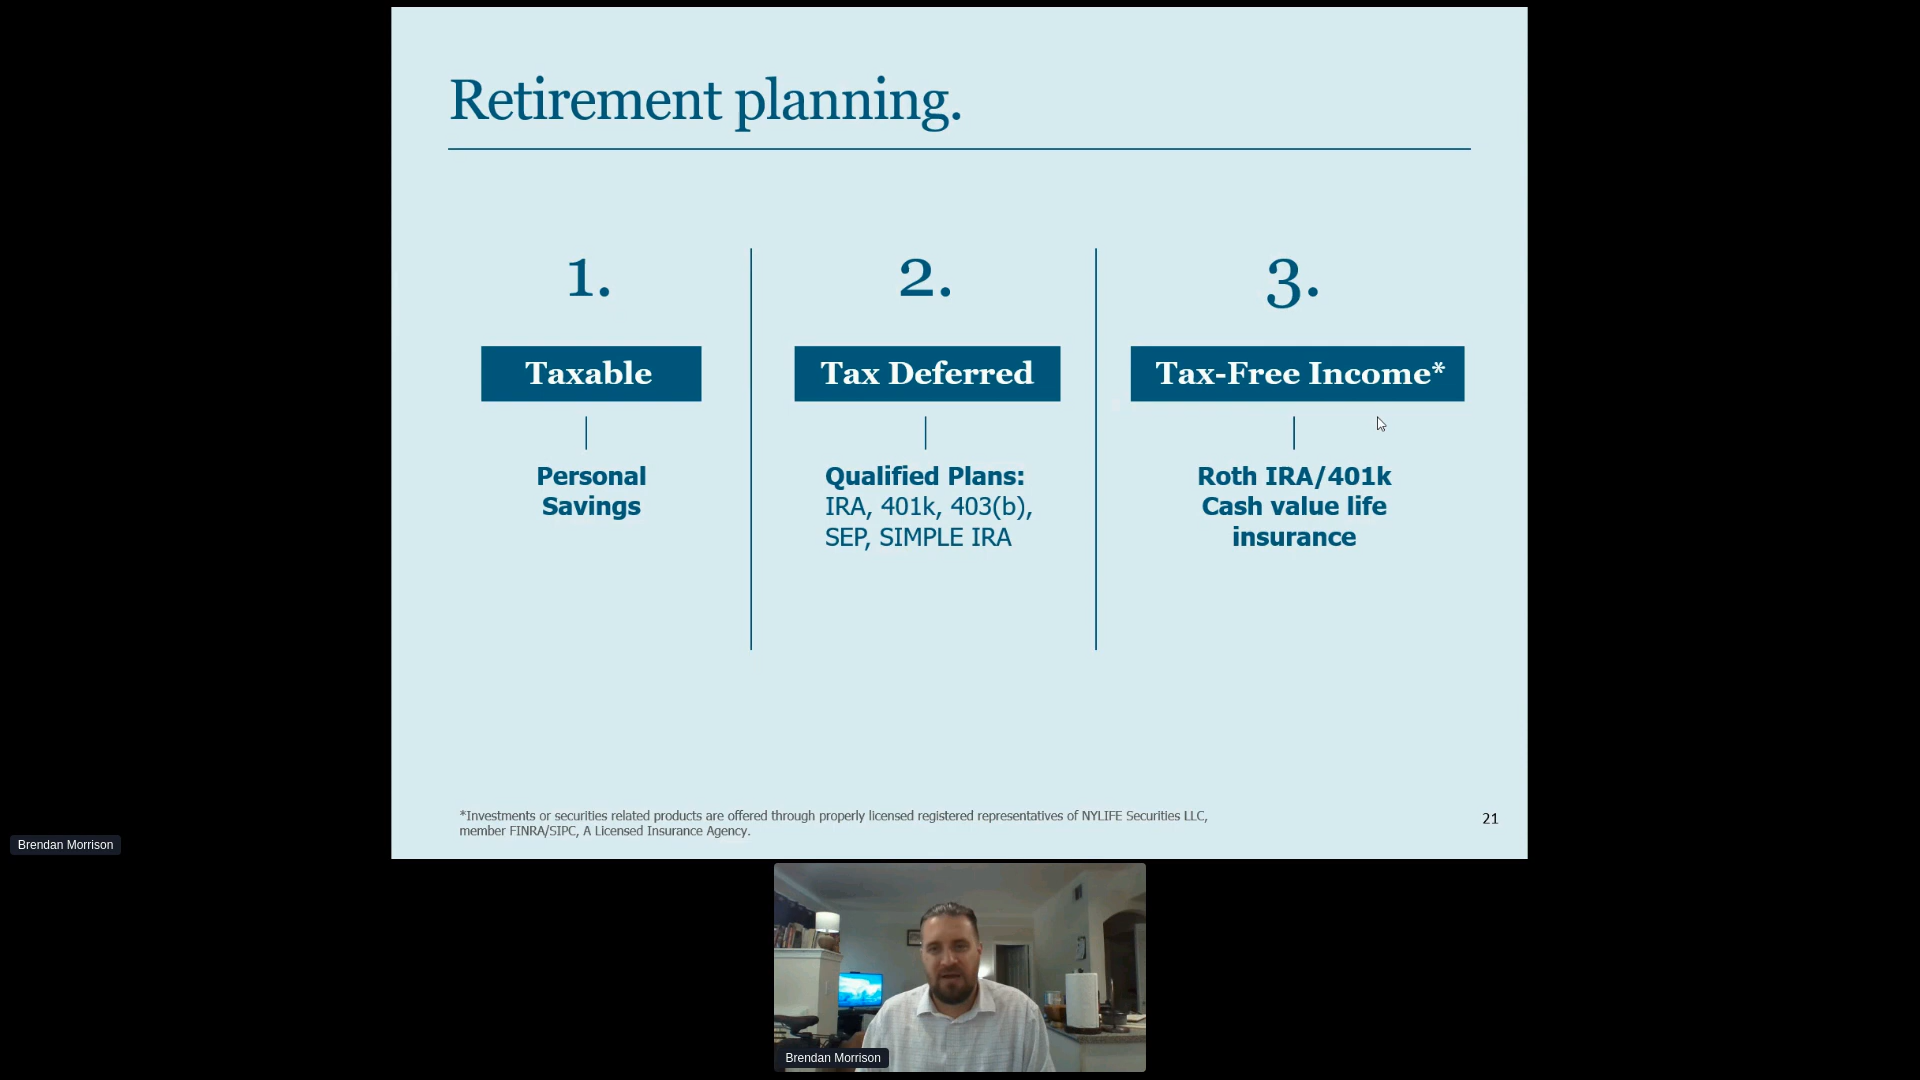 Retirement planning.
1.
Taxable
Personal
Savings
2.
Tax Deferred
Qualified Plans:
IRA, 401k, 403(b),
SEP, SIMPLE IRA
3.
Tax-Free Income*
Roth IRA/401k
Cash value life
insurance
*Investments or securities related products are offered through properly licensed registered representatives of NYLIFE Securities LLC,
member FINRA/SIPC, A Licensed Insurance Agency.
21
Brendan Morrison
Brendan Morrison